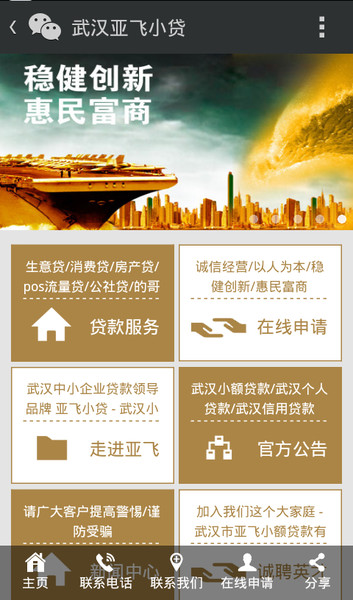 武汉亚飞小贷
稳健创新
惠民富商
生意贷/消费贷/房产贷/
pos流量贷/公社贷/的哥
贷款服务
诚信经营/以人为本/稳
健创新/惠民富商
在线申请
武汉中小企业贷款领导
品牌 亚飞小贷 - 武汉小
走进亚飞
武汉小额贷款/武汉个人
贷款/武汉信用贷款
官方公告
请广大客户提高警惕/谨
防受骗
新闻中心
加入我们这个大家庭 -
武汉市亚飞小额贷款有
诚聘英才
主页
联系电话
联系我们
在线申请
分享